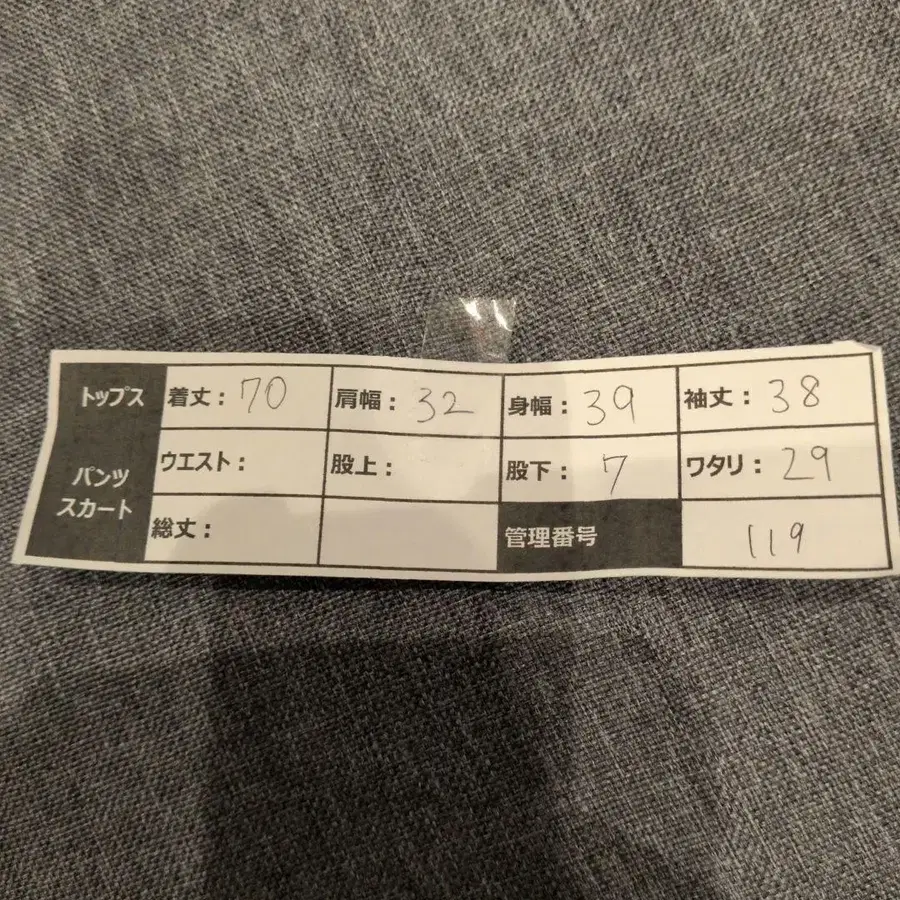 トップス 着丈：70 肩幅：32 身幅：39 袖丈：38
パンツ スカート ウエスト： 股上： 股下：7 ワタリ：29
総丈： 管理番号 119